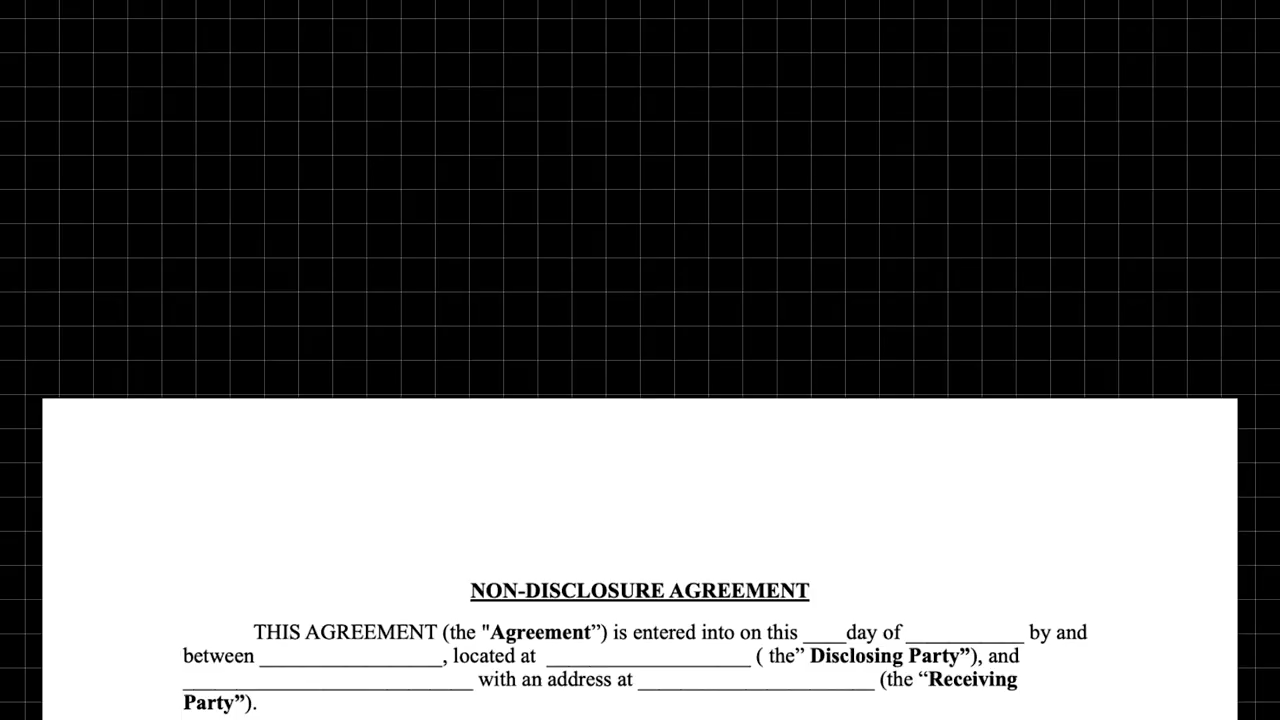 NON-DISCLOSURE AGREEMENT
THIS AGREEMENT (the "Agreement”) is entered into on this ____day of ___________ by and
between _________________, located at ___________________ ( the” Disclosing Party”), and
___________________________ with an address at ______________________ (the “Receiving
Party”).